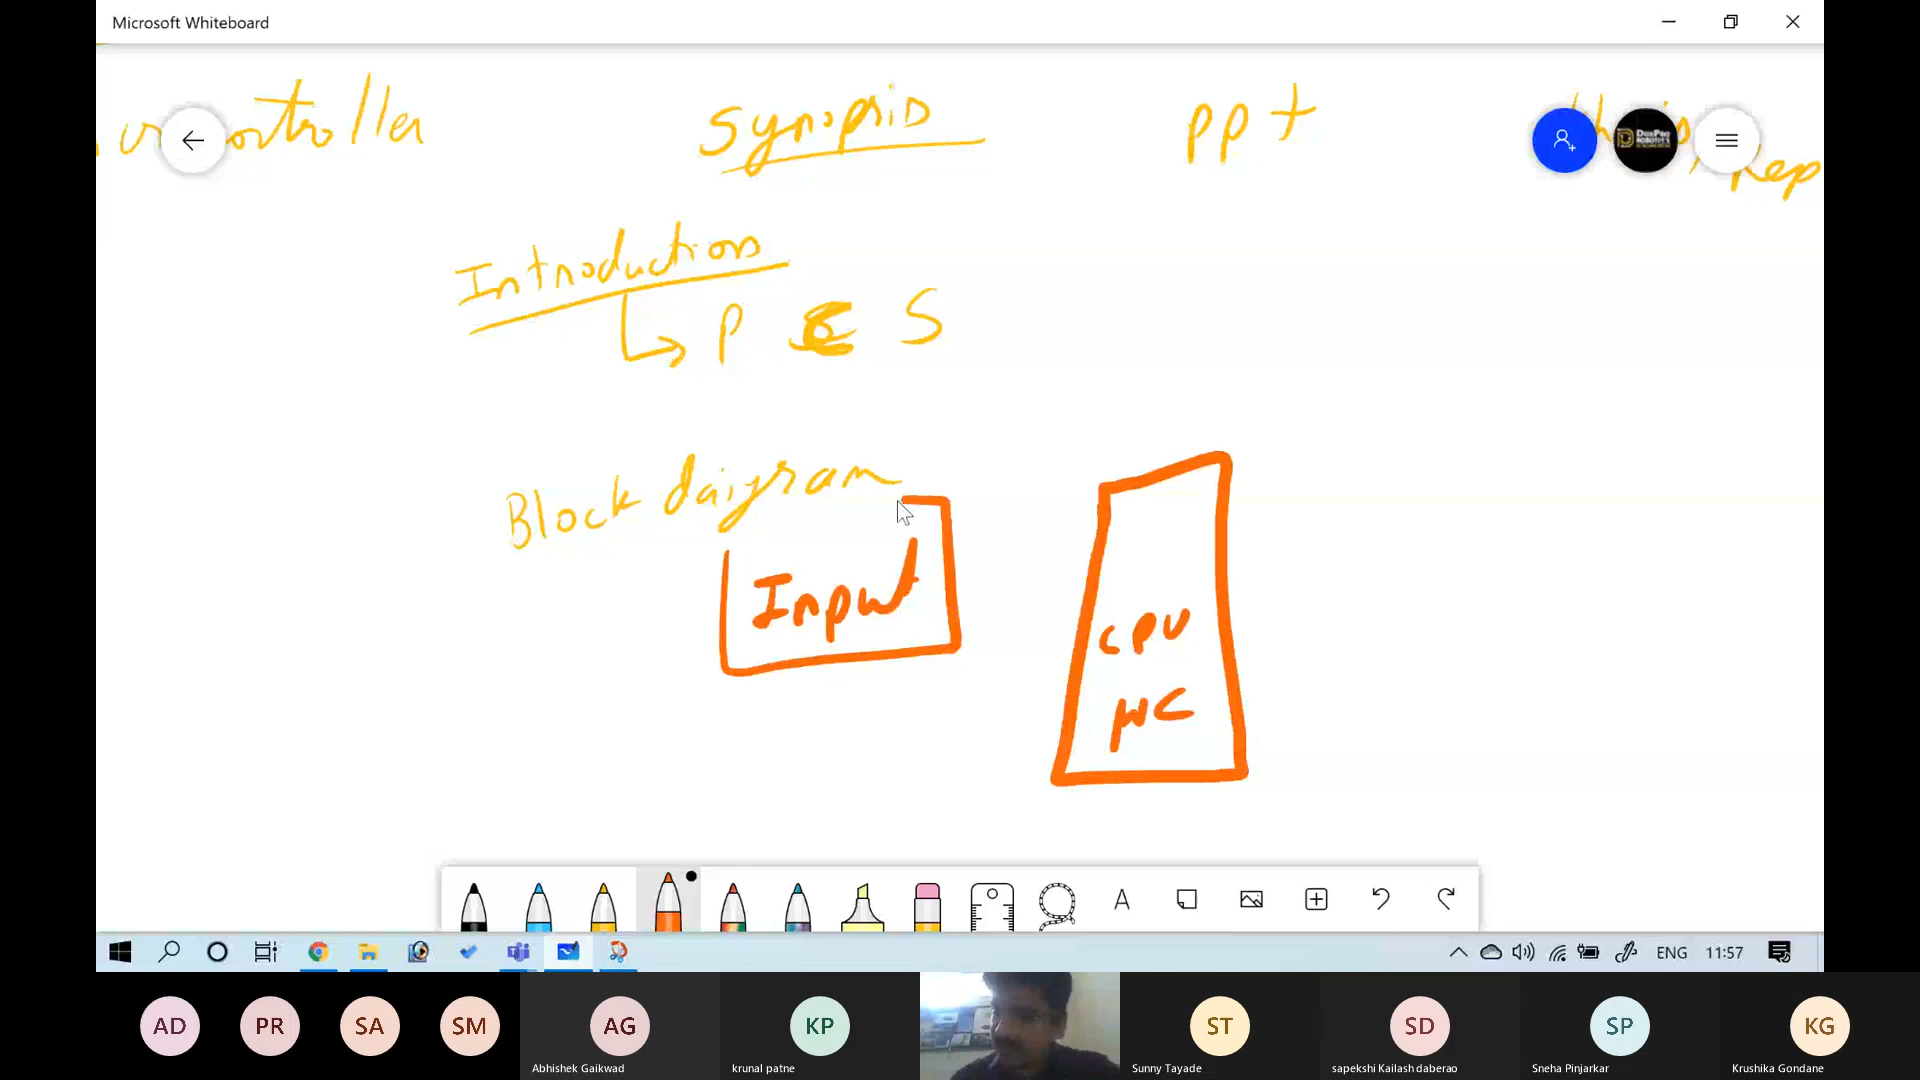 Microsoft Whiteboard
ontroller
Synopsis
ppt
Rep
Introduction
P
S
Block daigram
Input
CPU
μC
A
ENG
11:57
AD
PR
SA
SM
AG
KP
ST
SD
SP
KG
Abhishek Gaikwad
krunal patne
Sunny Tayade
sapekshi Kailash daberao
Sneha Pinjarkar
Krushika Gondane